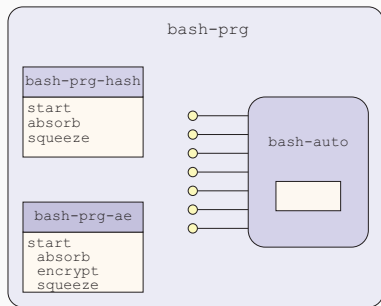 bash-prg
bash-prg-hash
start
absorb
squeeze
bash-auto
bash-prg-ae
start
absorb
encrypt
squeeze